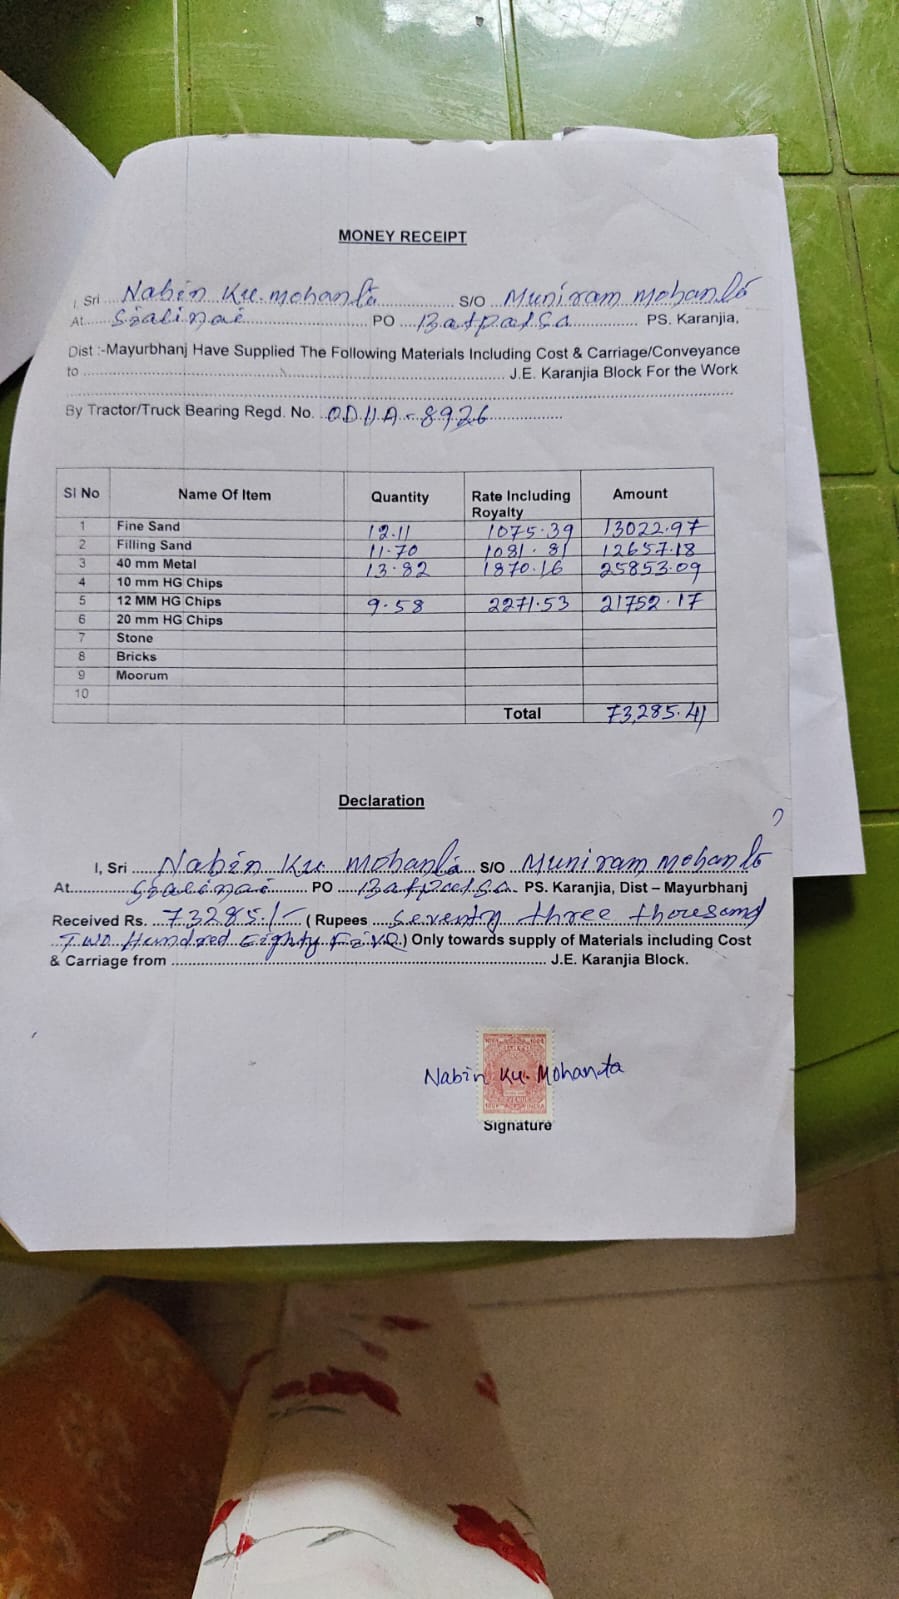 MONEY RECEIPT
I, Sri ....Nabin Ku. Mohanta.... S/O ....Muniram Mohanta
At.....Sialinai..... PO ....Batpalsa..... PS. Karanjia,
Dist :-Mayurbhanj Have Supplied The Following Materials Including Cost & Carriage/Conveyance
to ........ J.E. Karanjia Block For the Work
By Tractor/Truck Bearing Regd. No. ..OD11A-8926....
Sl No Name Of Item Quantity Rate Including Royalty Amount
1 Fine Sand 12.11 1075.39 13022.97
2 Filling Sand 11.70 1081.81 12657.18
3 40 mm Metal 13.82 1870.16 25853.09
4 10 mm HG Chips
5 12 MM HG Chips 9.58 2271.53 21752.17
6 20 mm HG Chips
7 Stone
8 Bricks
9 Moorum
10
Total 73,285.41
Declaration
I, Sri ....Nabin Ku Mohanta.. S/O ..Muniram Mohanta
At.....Sialinai..... PO ....Batpalsa.. PS. Karanjia, Dist – Mayurbhanj
Received Rs. ..73285/-.. ( Rupees ..Seventy three thousand
Two Hundred Eighty Five.) Only towards supply of Materials including Cost
& Carriage from ........ J.E. Karanjia Block.
Nabin Ku. Mohanta
Signature